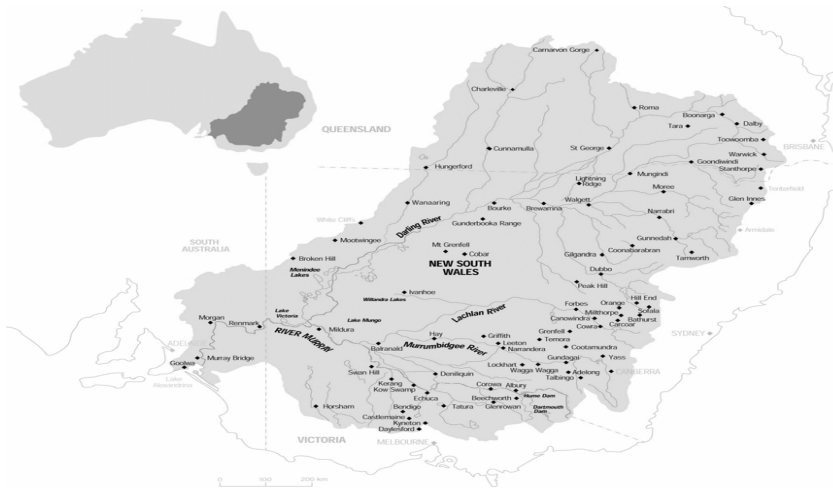 Carnarvon Gorge
Charleville
Roma
Boonarga
Dalby
Tara
QUEENSLAND
Toowoomba
BRISBANE
Cunnamulla
St George
Warwick
Goondiwindi
Hungerford
Stanthorpe
Mungindi
Lightning
Ridge
Tenterfield
Moree
Wanaaring
Bourke
Brewarrina
Walgett
Glen Innes
Narrabri
White Cliffs
Gunderbooka Range
Darling River
Armidale
Mootwingee
Gunnedah
SOUTH
AUSTRALIA
Mt Grenfell
Cobar
Coonabarabran
Gilgandra
Tamworth
Broken Hill
NEW SOUTH
WALES
Menindee
Lakes
Dubbo
Peak Hill
Ivanhoe
Willandra Lakes
Hill End
Forbes
Orange
Lachlan River
Lake
Victoria
Millthorpe
Sofala
Morgan
Lake Mungo
Canowindra
Bathurst
Renmark
Mildura
Cowra
Carcoar
RIVER MURRAY
Grenfell
SYDNEY
Hay
Griffith
Temora
ADELAIDE
Balranald
Murrumbidgee River
Leeton
Narrandera
Cootamundra
Murray Bridge
Goolwa
Gundagai
Yass
Lockhart
Wagga Wagga
Swan Hill
Deniliquin
Adelong
CANBERRA
Talbingo
Lake
Alexandrina
Kerang
Kow Swamp
Corowa
Albury
Echuca
Beechworth
Hume Dam
Horsham
Bendigo
Tatura
Glenrowan
Dartmouth
Dam
Castlemaine
Kyneton
Daylesford
VICTORIA
MELBOURNE
0 100 200 km